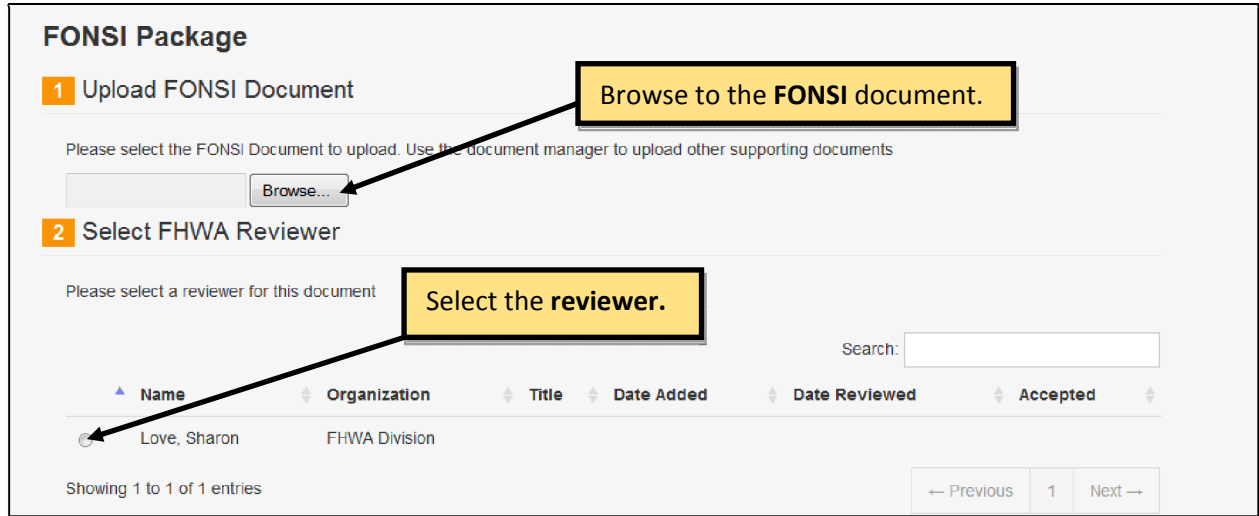 FONSI Package
1 Upload FONSI Document
Browse to the FONSI document.
Please select the FONSI Document to upload. Use the document manager to upload other supporting documents
Browse...
2 Select FHWA Reviewer
Please select a reviewer for this document
Select the reviewer.
Search:
Name Organization Title Date Added Date Reviewed Accepted
Love, Sharon FHWA Division
Showing 1 to 1 of 1 entries
← Previous 1 Next →